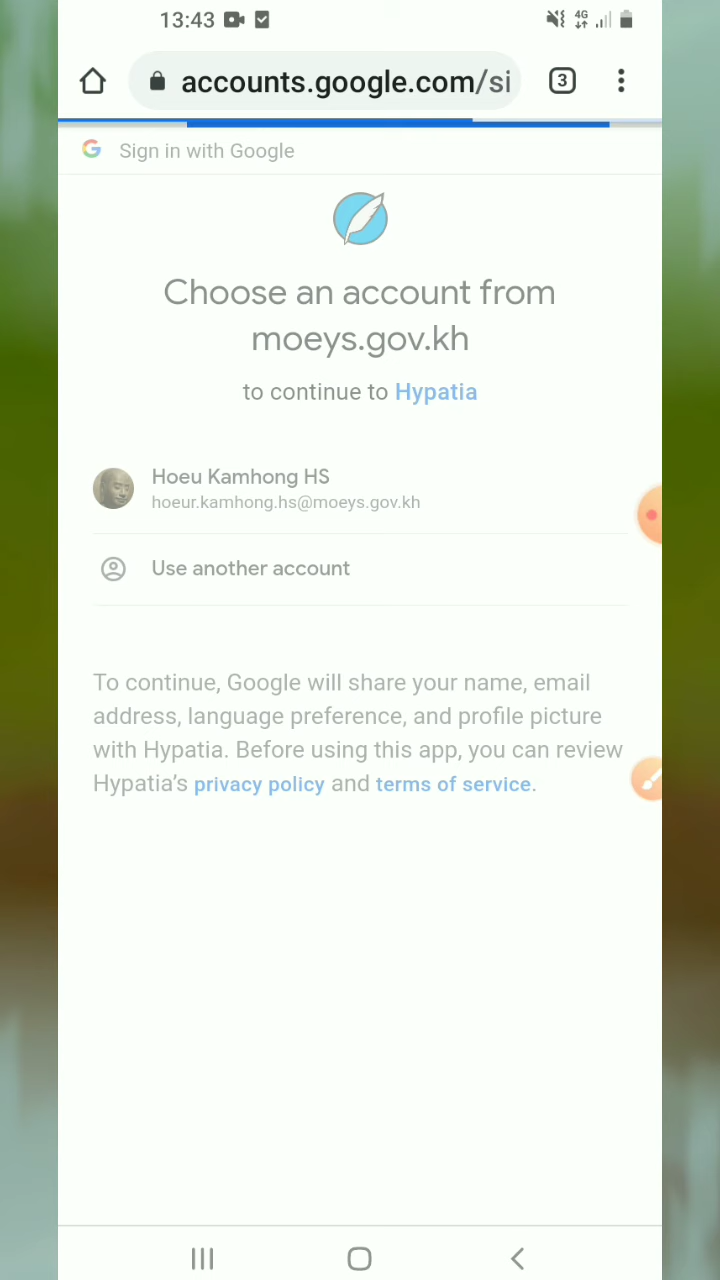 13:43
4G
accounts.google.com/si
3
Sign in with Google
Choose an account from
moeys.gov.kh
to continue to Hypatia
Hoeu Kamhong HS
hoeur.kamhong.hs@moeys.gov.kh
Use another account
To continue, Google will share your name, email
address, language preference, and profile picture
with Hypatia. Before using this app, you can review
Hypatia’s privacy policy and terms of service.